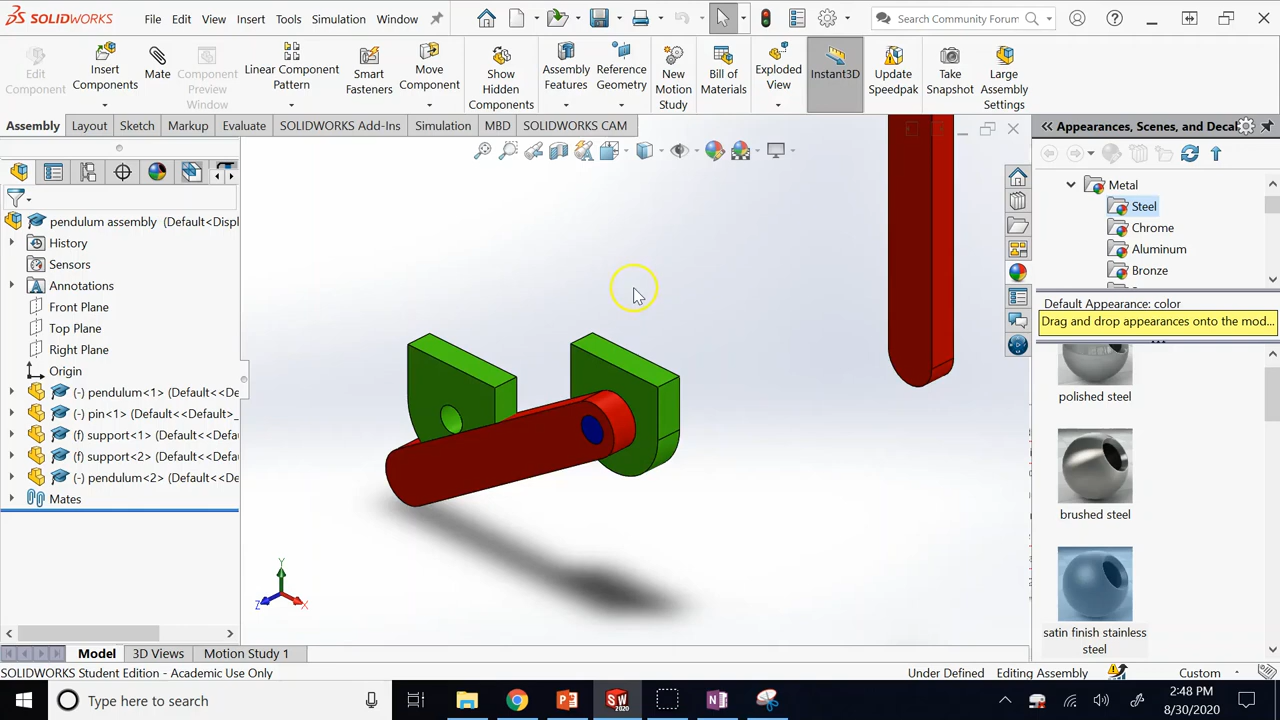 SOLIDWORKS File Edit View Insert Tools Simulation Window Search Community Forum
Edit Component
Insert Components
Mate
Component Preview Window
Linear Component Pattern
Smart Fasteners
Move Component
Show Hidden Components
Assembly Features
Reference Geometry
New Motion Study
Bill of Materials
Exploded View
Instant3D
Update Speedpak
Take Snapshot
Large Assembly Settings
Assembly Layout Sketch Markup Evaluate SOLIDWORKS Add-Ins Simulation MBD SOLIDWORKS CAM
pendulum assembly (Default<Displ
History
Sensors
Annotations
Front Plane
Top Plane
Right Plane
Origin
(-) pendulum<1> (Default<<De
(-) pin<1> (Default<<Default>_
(f) support<1> (Default<<Defau
(f) support<2> (Default<<Defau
(-) pendulum<2> (Default<<De
Mates
Y
Z
X
Appearances, Scenes, and Decal
Metal
Steel
Chrome
Aluminum
Bronze
Default Appearance: color
Drag and drop appearances onto the mod...
polished steel
brushed steel
satin finish stainless
steel
Model 3D Views Motion Study 1
SOLIDWORKS Student Edition - Academic Use Only Under Defined Editing Assembly Custom
Type here to search
SW
2020
2:48 PM
8/30/2020